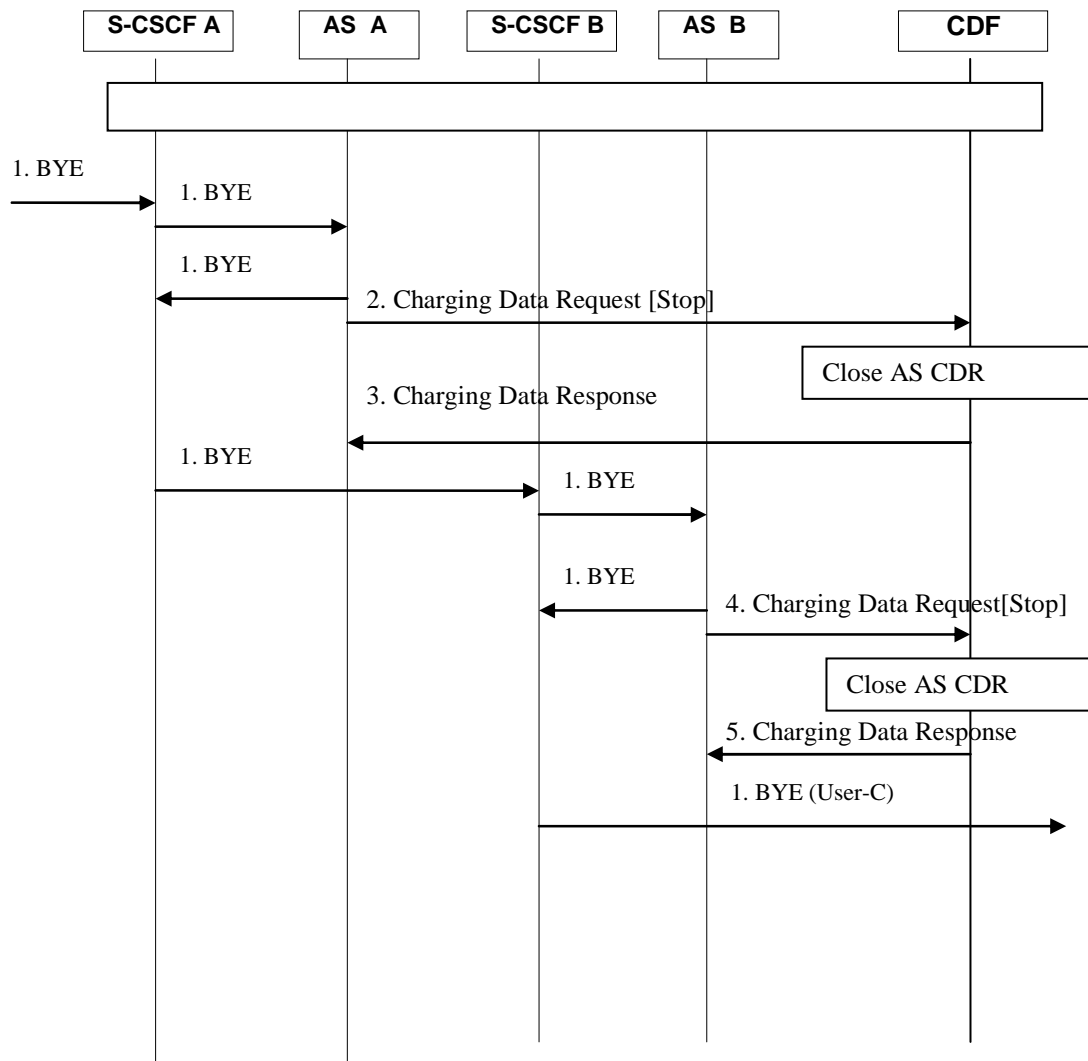 S-CSCF A
AS A
S-CSCF B
AS B
CDF
1. BYE
1. BYE
1. BYE
2. Charging Data Request [Stop]
Close AS CDR
3. Charging Data Response
1. BYE
1. BYE
1. BYE
4. Charging Data Request[Stop]
Close AS CDR
5. Charging Data Response
1. BYE (User-C)